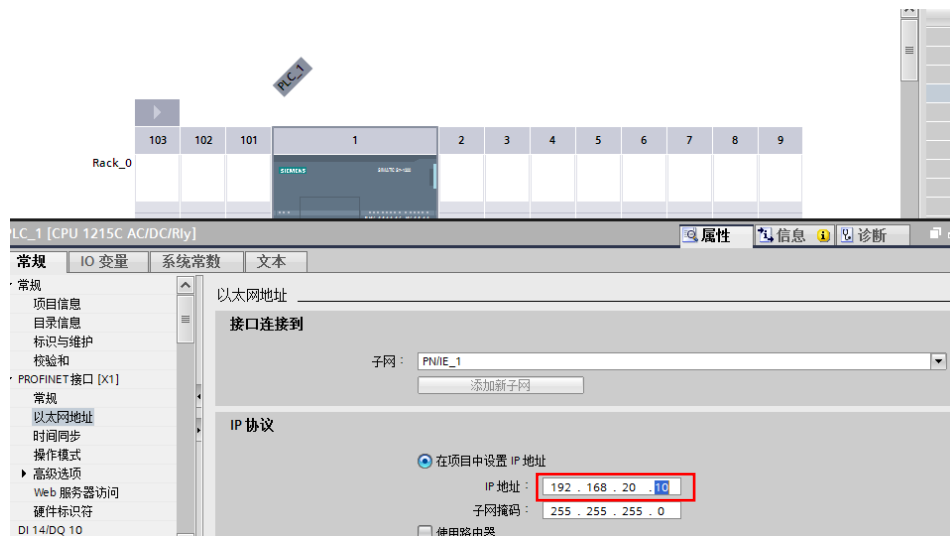 PLC_1
103 102 101 1 2 3 4 5 6 7 8 9
Rack_0
SIEMENS
LC_1 [CPU 1215C AC/DC/Rly]
属性 信息 诊断
常规 IO 变量 系统常数 文本
常规
项目信息
目录信息
标识与维护
校验和
PROFINET接口 [X1]
常规
以太网地址
时间同步
操作模式
高级选项
Web 服务器访问
硬件标识符
DI 14/DQ 10
以太网地址
接口连接到
子网：
PN/IE_1
添加新子网
IP 协议
在项目中设置 IP 地址
IP 地址：
192 . 168 . 20 . 10
子网掩码：
255 . 255 . 255 . 0
使用路由器